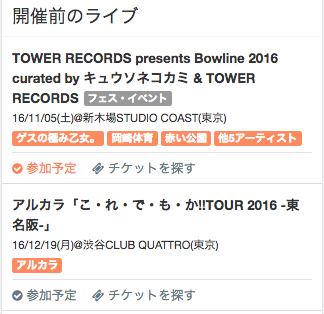 開催前のライブ
TOWER RECORDS presents Bowline 2016
curated by キュウソネコカミ & TOWER
RECORDS フェス・イベント
16/11/05(土)@新木場STUDIO COAST(東京)
ゲスの極み乙女。 岡崎体育 赤い公園 他5アーティスト
参加予定 チケットを探す
アルカラ「こ・れ・で・も・か!!TOUR 2016 -東
名阪-」
16/12/19(月)@渋谷CLUB QUATTRO(東京)
アルカラ
参加予定 チケットを探す